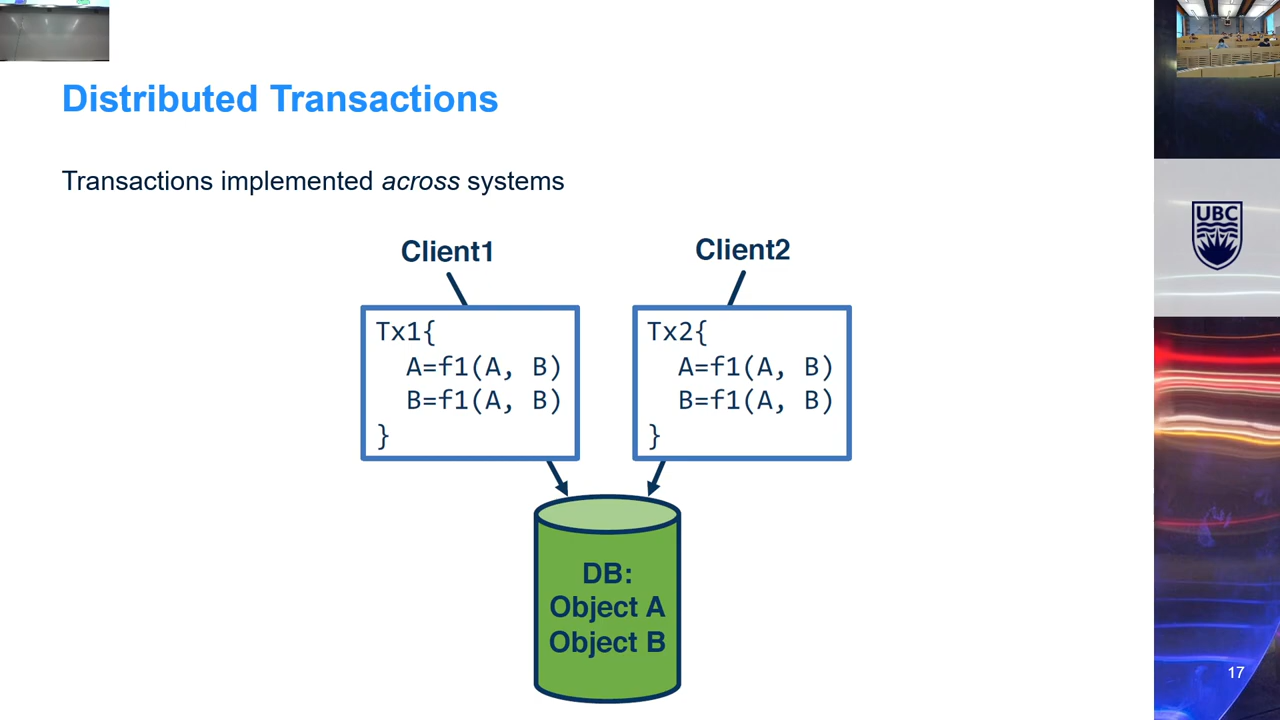 Distributed Transactions
Transactions implemented across systems
Client1
Client2
Tx1{
A=f1(A, B)
B=f1(A, B)
}
Tx2{
A=f1(A, B)
B=f1(A, B)
}
DB:
Object A
Object B
UBC
17